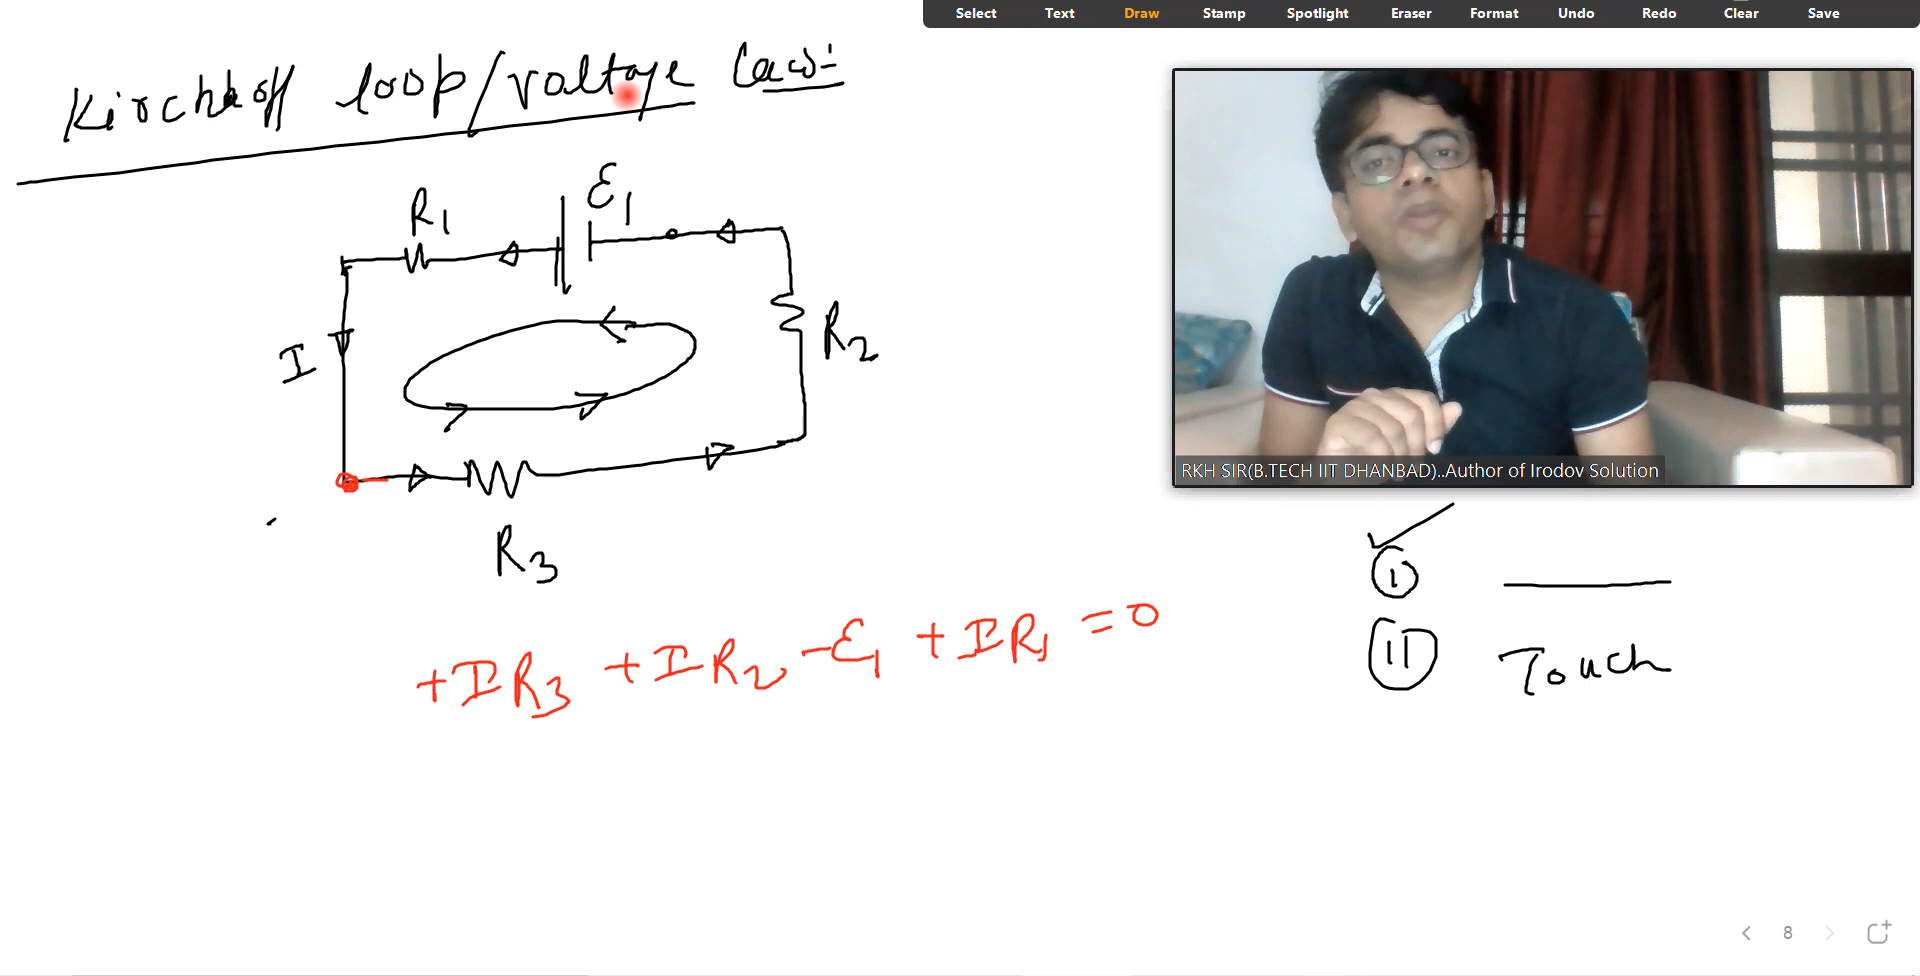 Select Text Draw Stamp Spotlight Eraser Format Undo Redo Clear Save
Kirchhoff loop/voltage Law:
R1
ε1
I
R2
R3
RKH SIR(B.TECH IIT DHANBAD)..Author of Irodov Solution
(I)
(II) Touch
+IR3 +IR2 -ε1 +IR1 =0
8